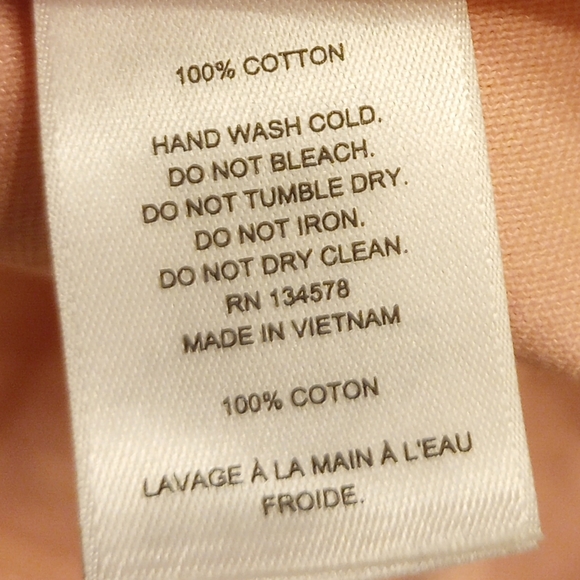 100% COTTON
HAND WASH COLD.
DO NOT BLEACH.
DO NOT TUMBLE DRY.
DO NOT IRON.
DO NOT DRY CLEAN.
RN 134578
MADE IN VIETNAM
100% COTON
LAVAGE À LA MAIN À L'EAU
FROIDE.